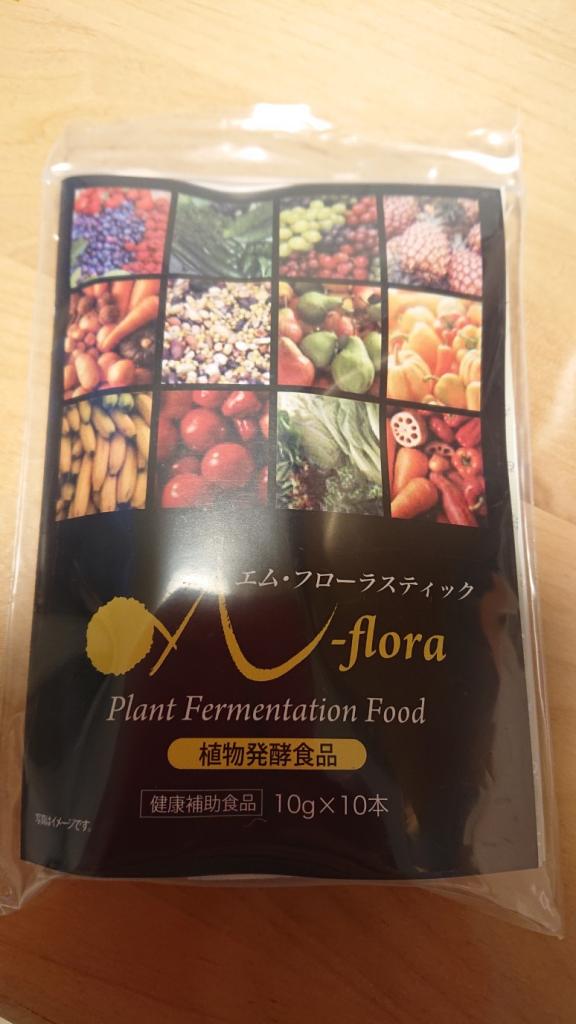 エム・フローラスティック
M-flora
Plant Fermentation Food
植物発酵食品
健康補助食品 10g×10本
写真はイメージです。